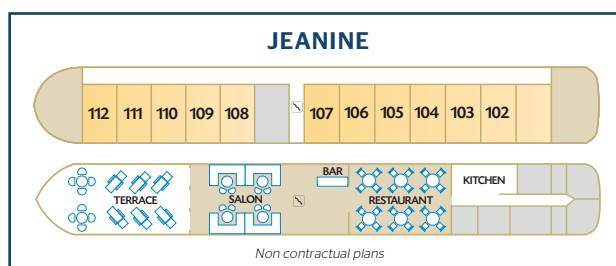 JEANINE
112 111 110 109 108 107 106 105 104 103 102
BAR
KITCHEN
TERRACE SALON RESTAURANT
Non contractual plans